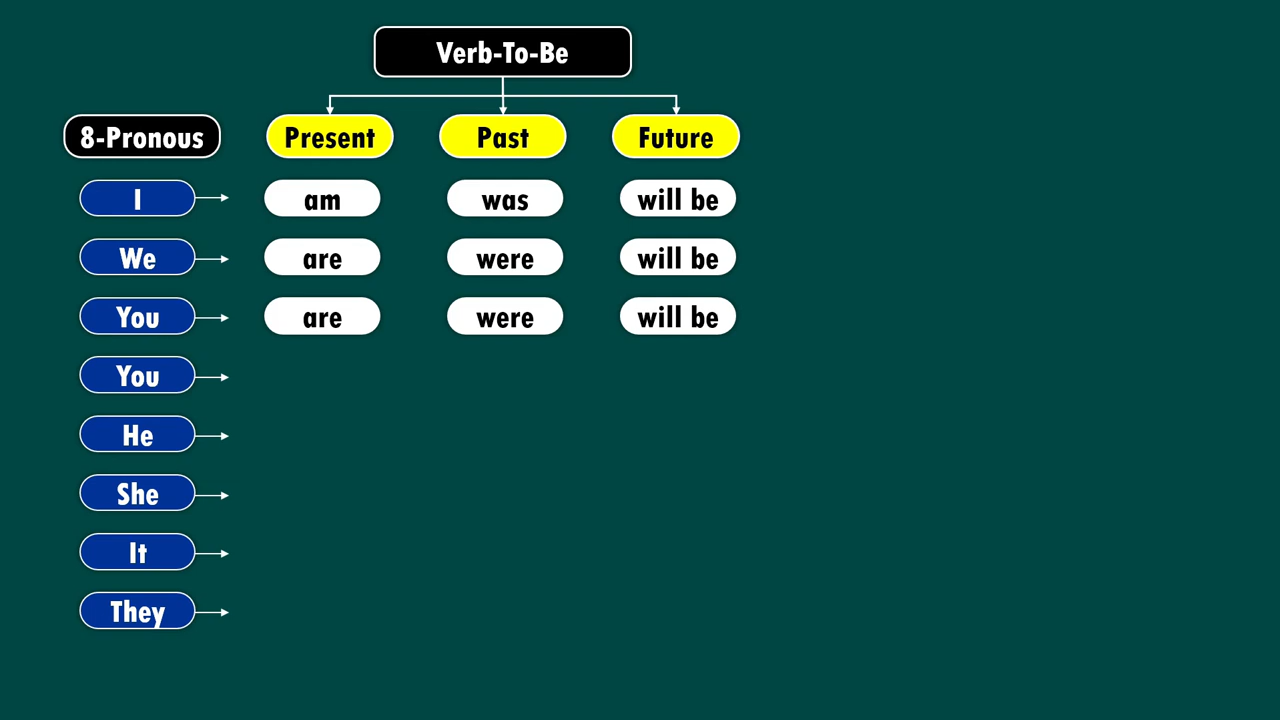 Verb-To-Be
8-Pronous Present Past Future
I am was will be
We are were will be
You are were will be
You
He
She
It
They